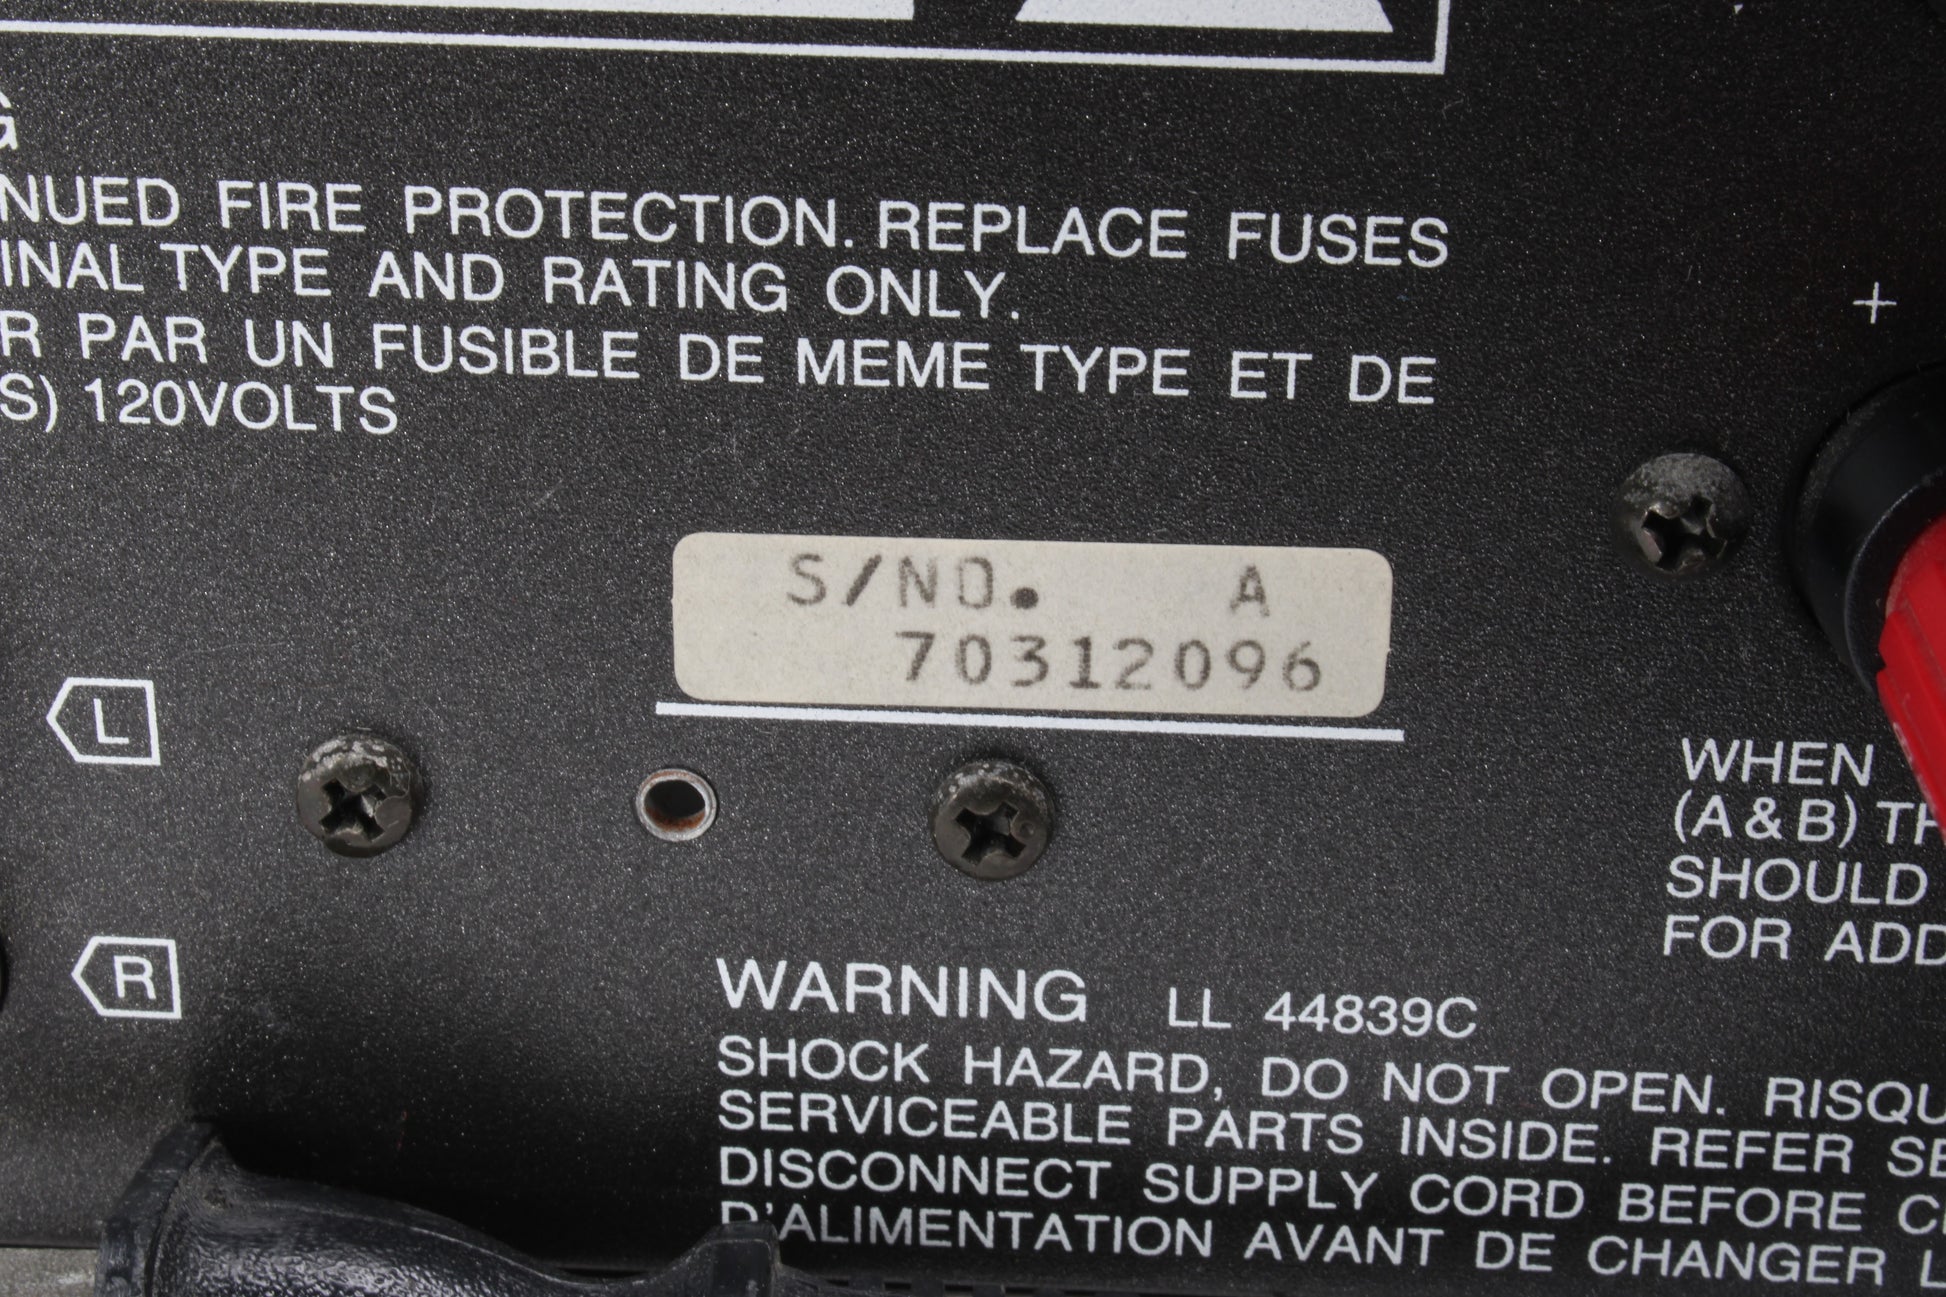 G
NUED FIRE PROTECTION. REPLACE FUSES
INAL TYPE AND RATING ONLY.
R PAR UN FUSIBLE DE MEME TYPE ET DE
S) 120VOLTS
+
S/NO. A
70312096
L
R
WHEN
(A & B) TH
SHOULD
FOR ADD
WARNING LL 44839C
SHOCK HAZARD, DO NOT OPEN. RISQU
SERVICEABLE PARTS INSIDE. REFER SE
DISCONNECT SUPPLY CORD BEFORE C
D'ALIMENTATION AVANT DE CHANGER L